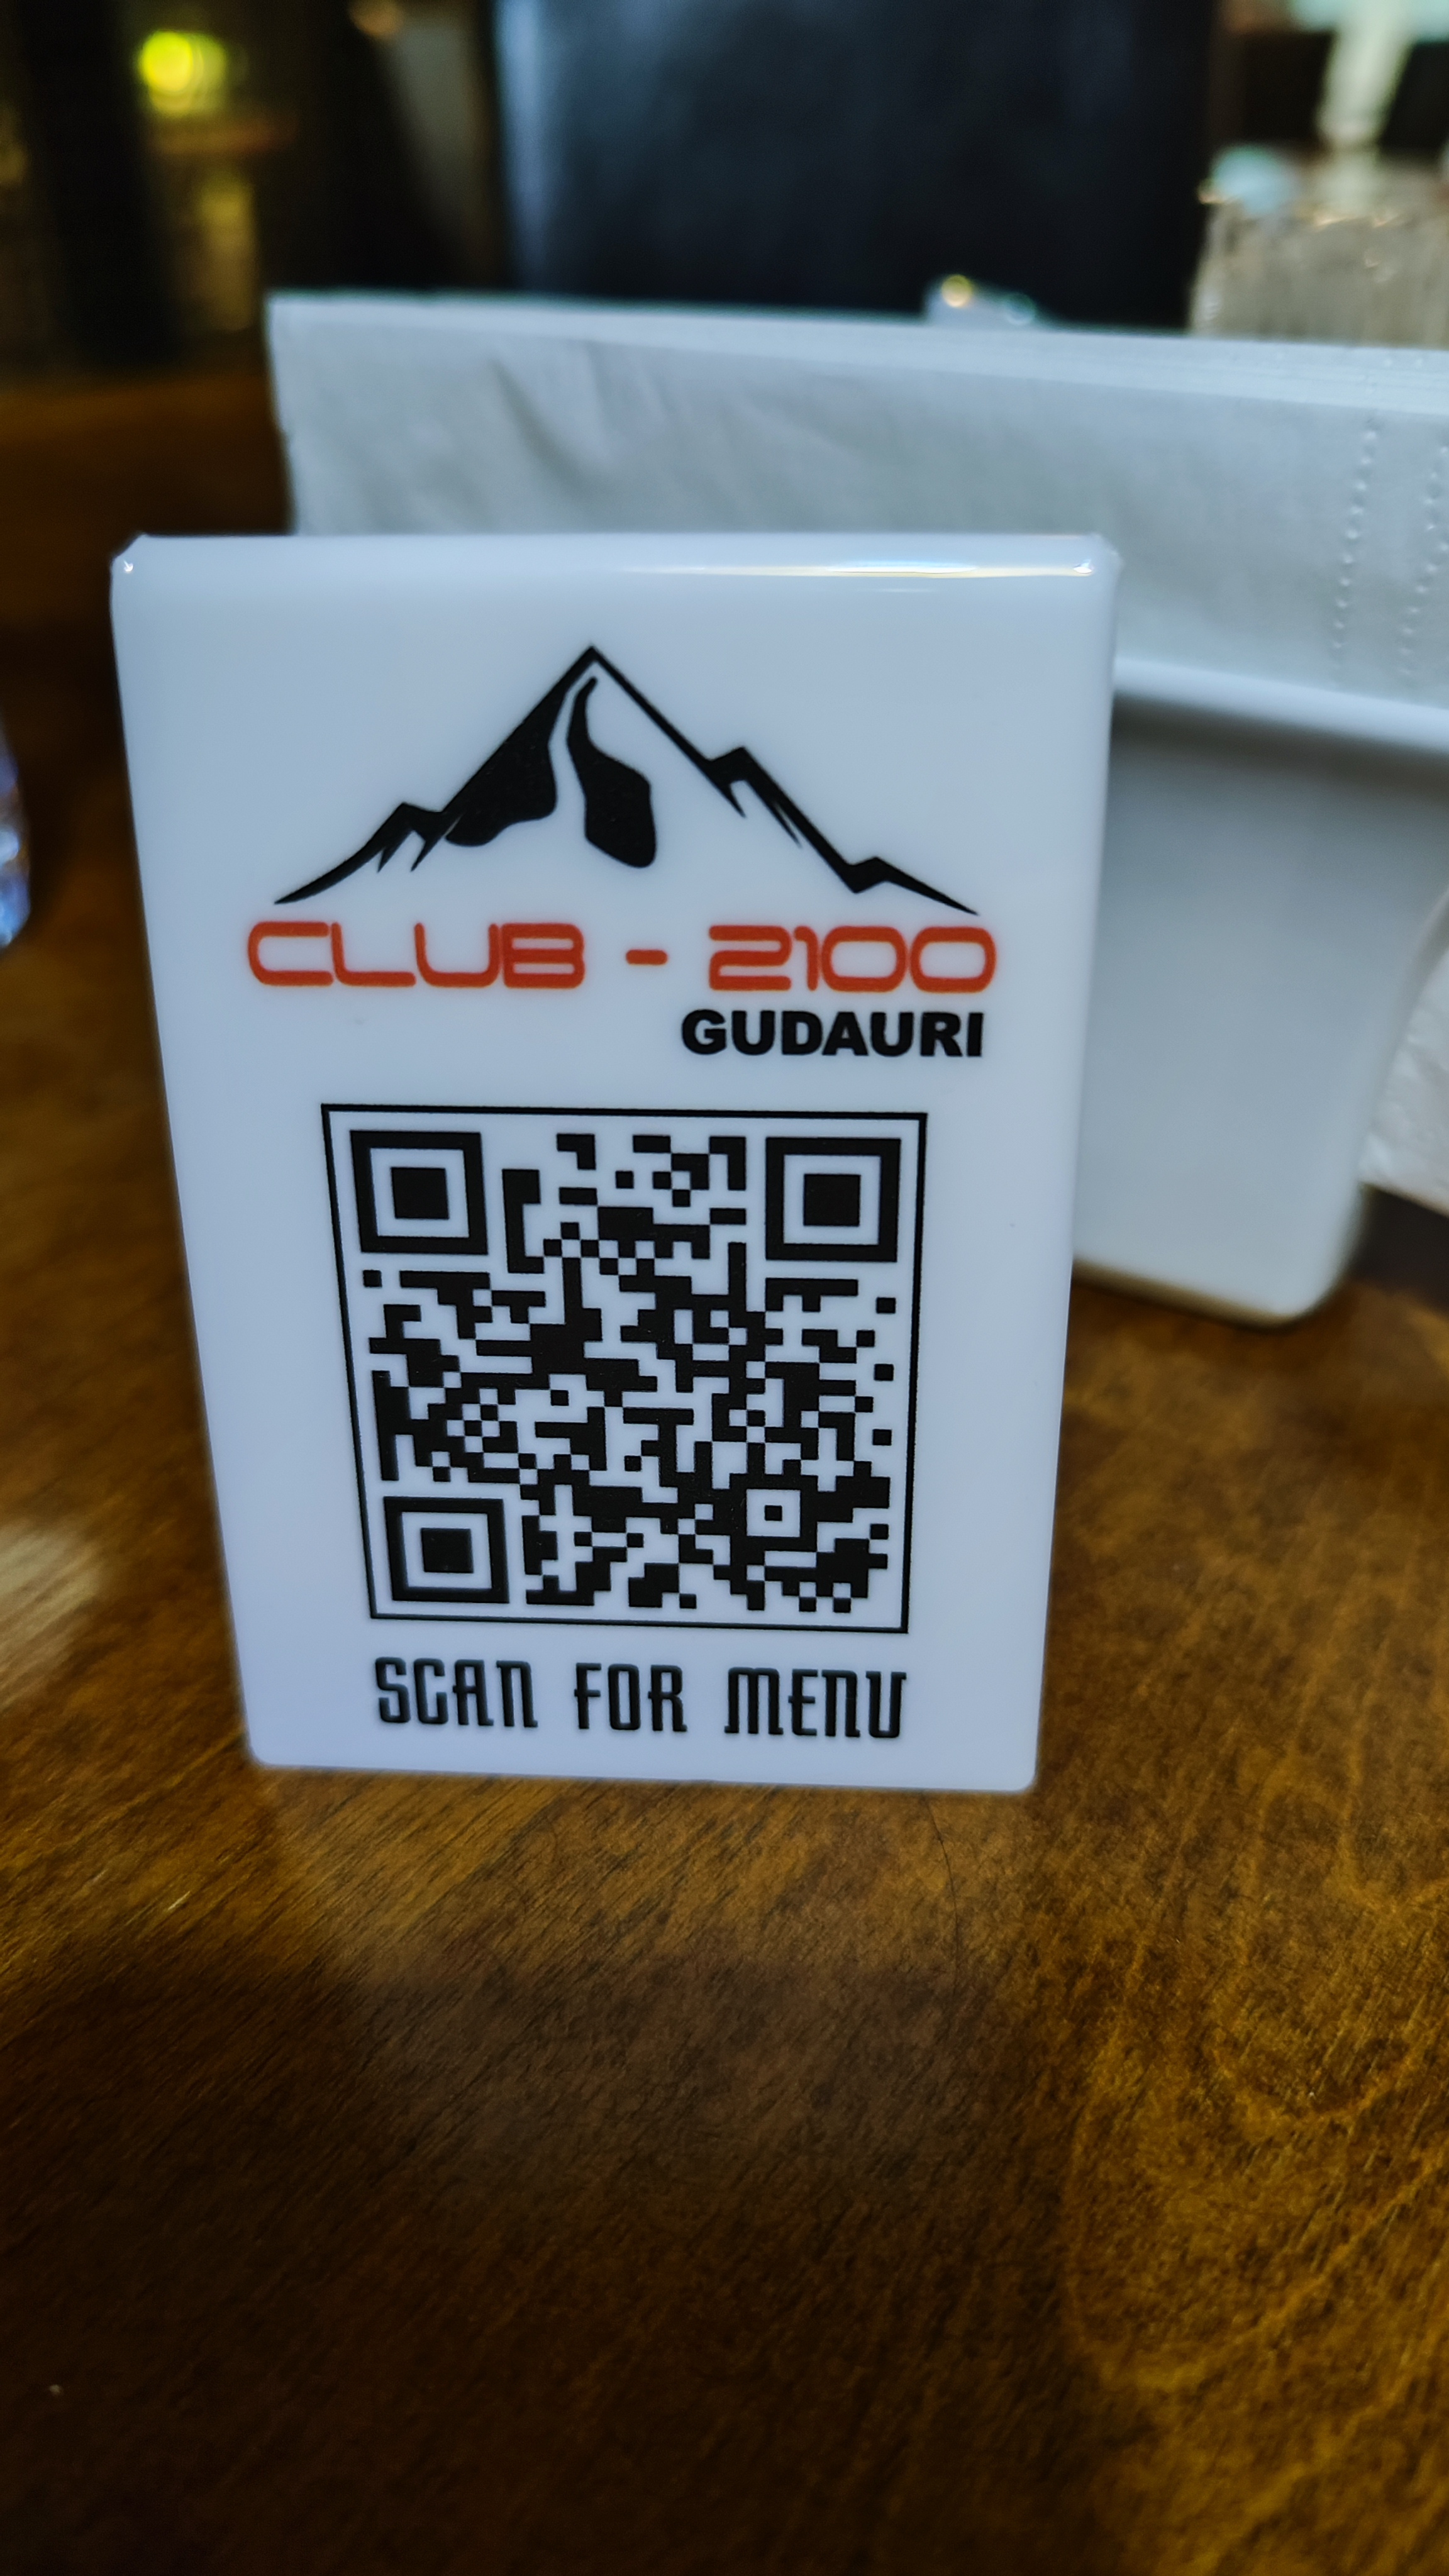 CLUB - 2100
GUDAURI
SCAN FOR MENU